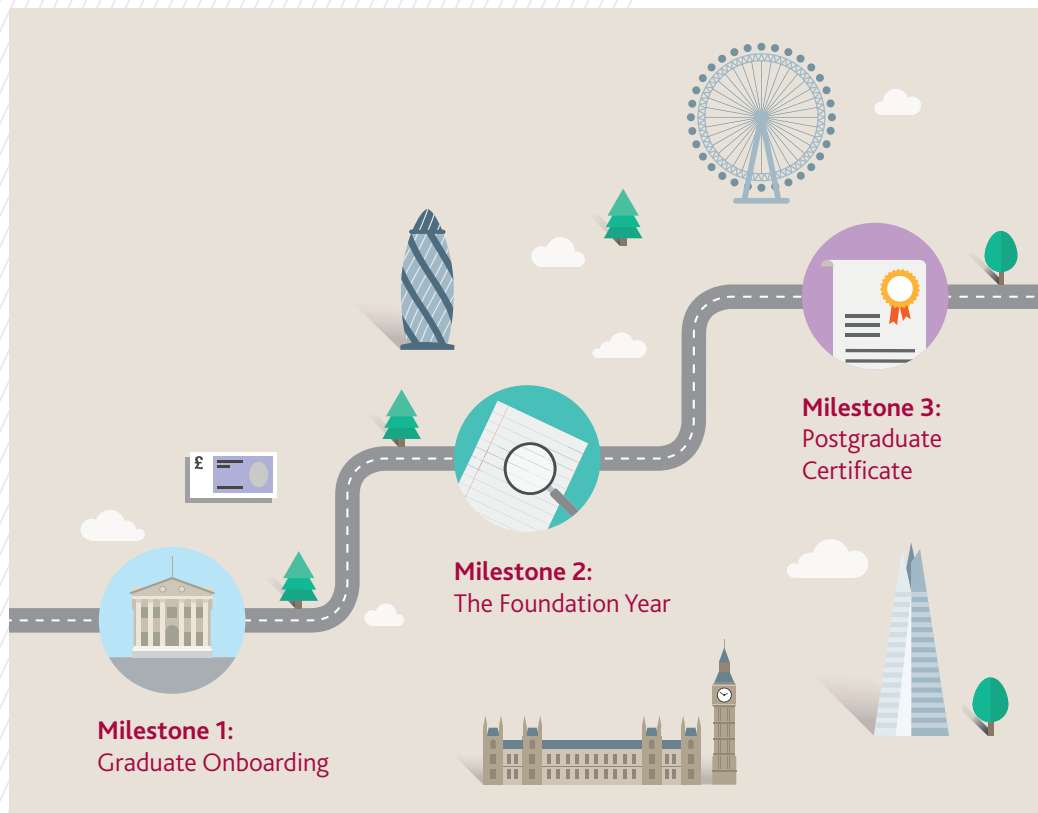 £
Milestone 1:
Graduate Onboarding
Milestone 2:
The Foundation Year
Milestone 3:
Postgraduate
Certificate